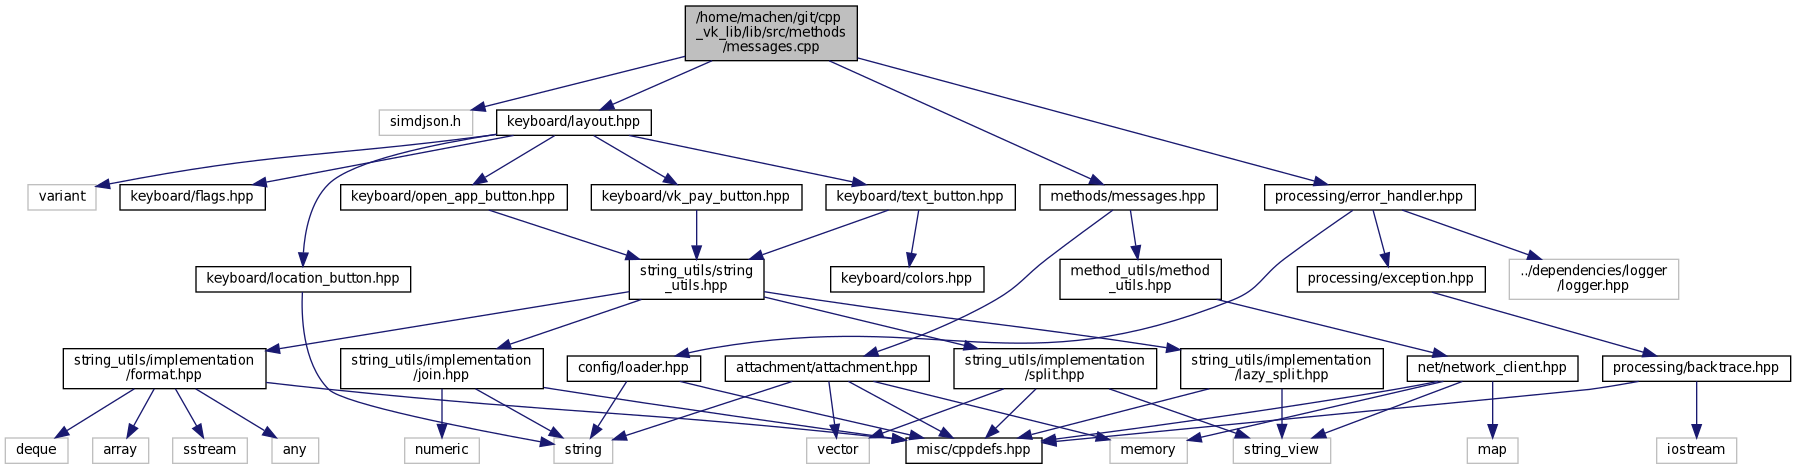 /home/machen/git/cpp
_vk_lib/lib/src/methods
/messages.cpp
simdjson.h
keyboard/layout.hpp
variant
keyboard/flags.hpp
keyboard/open_app_button.hpp
keyboard/vk_pay_button.hpp
keyboard/text_button.hpp
methods/messages.hpp
processing/error_handler.hpp
keyboard/location_button.hpp
string_utils/string
_utils.hpp
keyboard/colors.hpp
method_utils/method
_utils.hpp
processing/exception.hpp
../dependencies/logger
/logger.hpp
string_utils/implementation
/format.hpp
string_utils/implementation
/join.hpp
config/loader.hpp
attachment/attachment.hpp
string_utils/implementation
/split.hpp
string_utils/implementation
/lazy_split.hpp
net/network_client.hpp
processing/backtrace.hpp
deque
array
sstream
any
numeric
string
vector
misc/cppdefs.hpp
memory
string_view
map
iostream